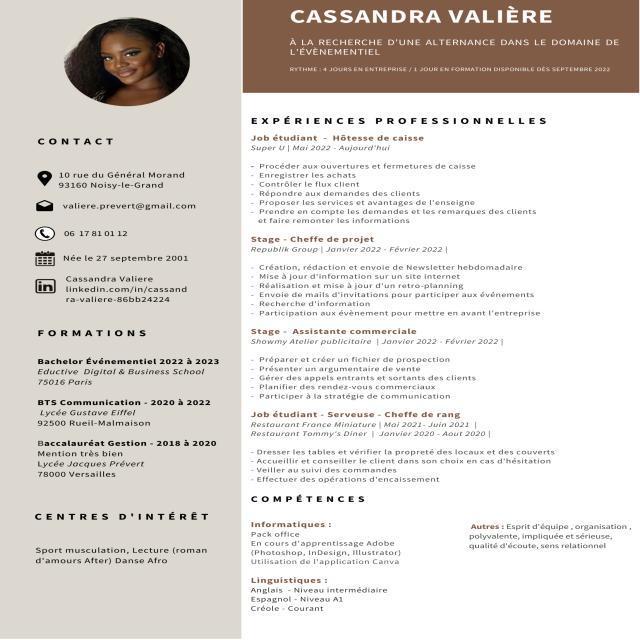 CASSANDRA VALIÈRE
À LA RECHERCHE D'UNE ALTERNANCE DANS LE DOMAINE DE
L'ÉVÈNEMENTIEL
RYTHME : 4 JOURS EN ENTREPRISE / 1 JOUR EN FORMATION DISPONIBLE DÈS SEPTEMBRE 2022
CONTACT
10 rue du Général Morand
93160 Noisy-le-Grand
valiere.prevert@gmail.com
06 17 81 01 12
Née le 27 septembre 2001
Cassandra Valiere
linkedin.com/in/cassand
ra-valiere-86bb24224
FORMATIONS
Bachelor Événementiel 2022 à 2023
Eductive Digital & Business School
75016 Paris
BTS Communication - 2020 à 2022
Lycée Gustave Eiffel
92500 Rueil-Malmaison
Baccalauréat Gestion - 2018 à 2020
Mention très bien
Lycée Jacques Prévert
78000 Versailles
CENTRES D'INTÉRÊT
Sport musculation, Lecture (roman
d'amours After) Danse Afro
EXPÉRIENCES PROFESSIONNELLES
Job étudiant - Hôtesse de caisse
Super U | Mai 2022 - Aujourd'hui
- Procéder aux ouvertures et fermetures de caisse
- Enregistrer les achats
- Contrôler le flux client
- Répondre aux demandes des clients
- Proposer les services et avantages de l'enseigne
- Prendre en compte les demandes et les remarques des clients
et faire remonter les informations
Stage - Cheffe de projet
Republik Group | Janvier 2022 - Février 2022 |
- Création, rédaction et envoie de Newsletter hebdomadaire
- Mise à jour d'information sur un site internet
- Réalisation et mise à jour d'un retro-planning
- Envoie de mails d'invitations pour participer aux événements
- Recherche d'information
- Participation aux évènement pour mettre en avant l'entreprise
Stage - Assistante commerciale
Showmy Atelier publicitaire | Janvier 2022 - Février 2022 |
- Préparer et créer un fichier de prospection
- Présenter un argumentaire de vente
- Gérer des appels entrants et sortants des clients
- Planifier des rendez-vous commerciaux
- Participer à la stratégie de communication
Job étudiant - Serveuse - Cheffe de rang
Restaurant France Miniature | Mai 2021- Juin 2021 |
Restaurant Tommy's Diner | Janvier 2020 - Aout 2020 |
- Dresser les tables et vérifier la propreté des locaux et des couverts
- Accueillir et conseiller le client dans son choix en cas d'hésitation
- Veiller au suivi des commandes
- Effectuer des opérations d'encaissement
COMPÉTENCES
Informatiques :
Pack office
En cours d'apprentissage Adobe
(Photoshop, InDesign, Illustrator)
Utilisation de l'application Canva
Linguistiques :
Anglais - Niveau intermédiaire
Espagnol - Niveau A1
Créole - Courant
Autres : Esprit d'équipe , organisation ,
polyvalente, impliquée et sérieuse,
qualité d'écoute, sens relationnel